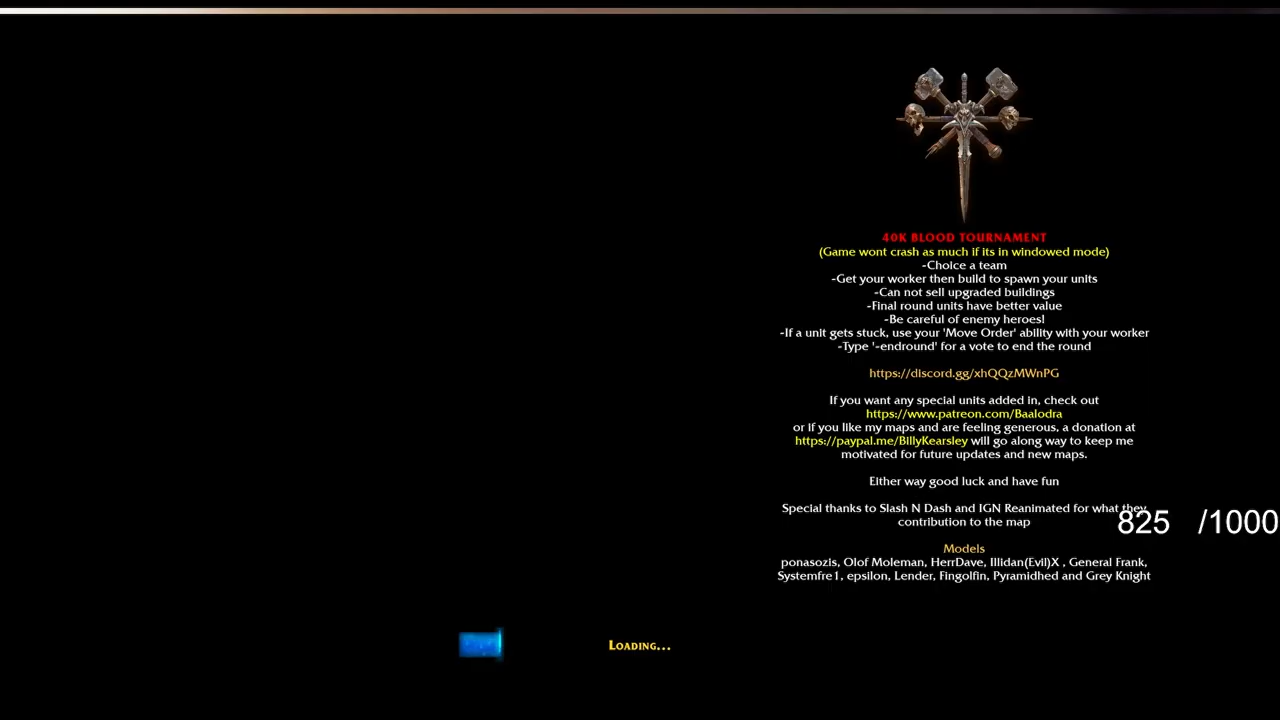 40K BLOOD TOURNAMENT
(Game wont crash as much if its in windowed mode)
-Choice a team
-Get your worker then build to spawn your units
-Can not sell upgraded buildings
-Final round units have better value
-Be careful of enemy heroes!
-If a unit gets stuck, use your 'Move Order' ability with your worker
-Type '-endround' for a vote to end the round
https://discord.gg/xhQQzMWnPG
If you want any special units added in, check out
https://www.patreon.com/Baalodra
or if you like my maps and are feeling generous, a donation at
https://paypal.me/BillyKearsley will go along way to keep me
motivated for future updates and new maps.
Either way good luck and have fun
Special thanks to Slash N Dash and IGN Reanimated for what they
contribution to the map
825 /1000
Models
ponasozis, Olof Moleman, HerrDave, Illidan(Evil)X , General Frank,
Systemfre1, epsilon, Lender, Fingolfin, Pyramidhed and Grey Knight
Loading...